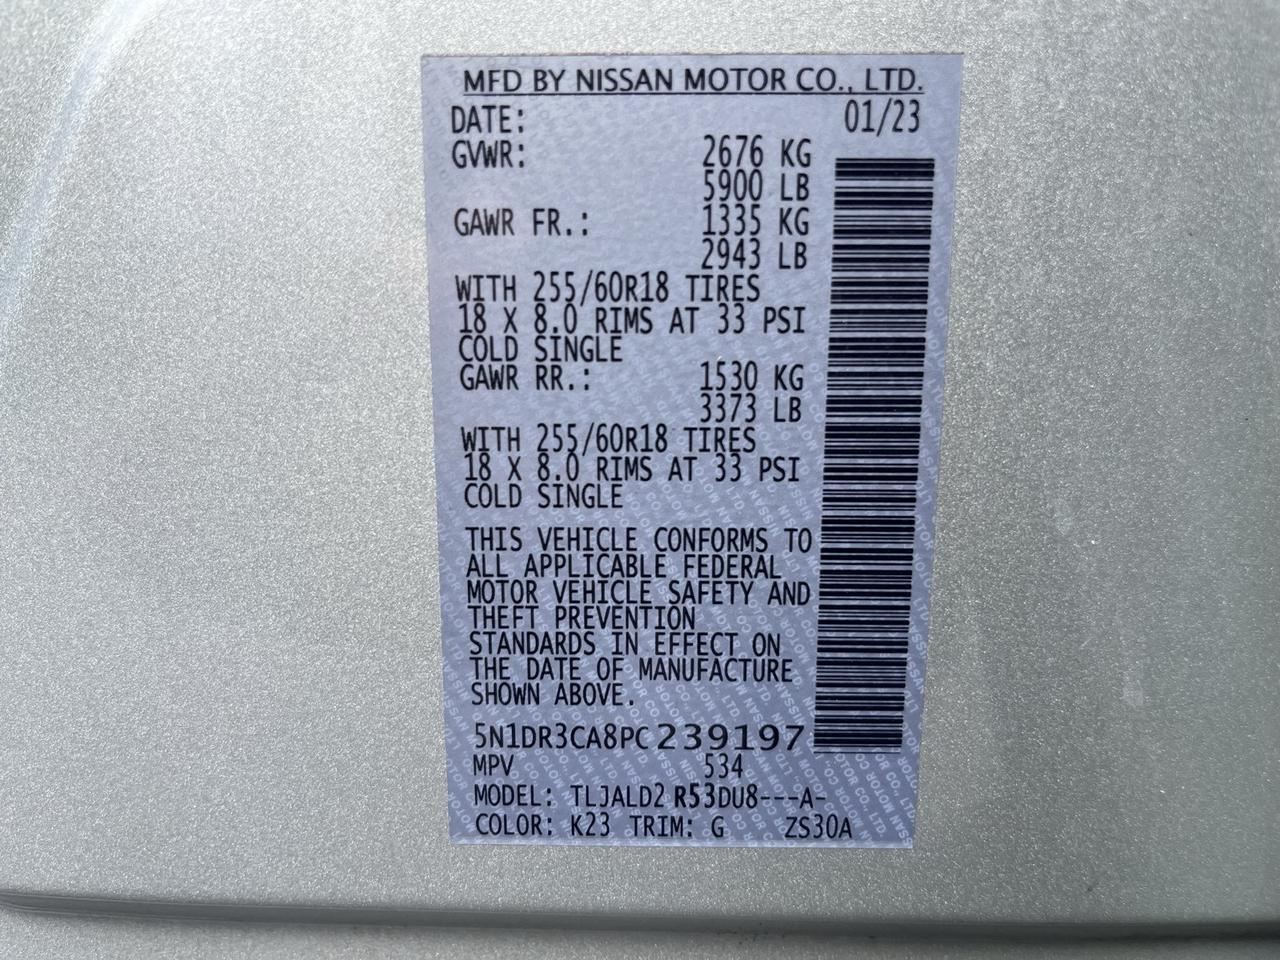 MFD BY NISSAN MOTOR CO., LTD.
DATE: 01/23
GVWR: 2676 KG
5900 LB
GAWR FR.: 1335 KG
2943 LB
WITH 255/60R18 TIRES
18 X 8.0 RIMS AT 33 PSI
COLD SINGLE
GAWR RR.: 1530 KG
3373 LB
WITH 255/60R18 TIRES
18 X 8.0 RIMS AT 33 PSI
COLD SINGLE
THIS VEHICLE CONFORMS TO
ALL APPLICABLE FEDERAL
MOTOR VEHICLE SAFETY AND
THEFT PREVENTION
STANDARDS IN EFFECT ON
THE DATE OF MANUFACTURE
SHOWN ABOVE.
5N1DR3CA8PC239197
MPV 534
MODEL: TLJALD2 R53DU8---A-
COLOR: K23 TRIM: G ZS30A